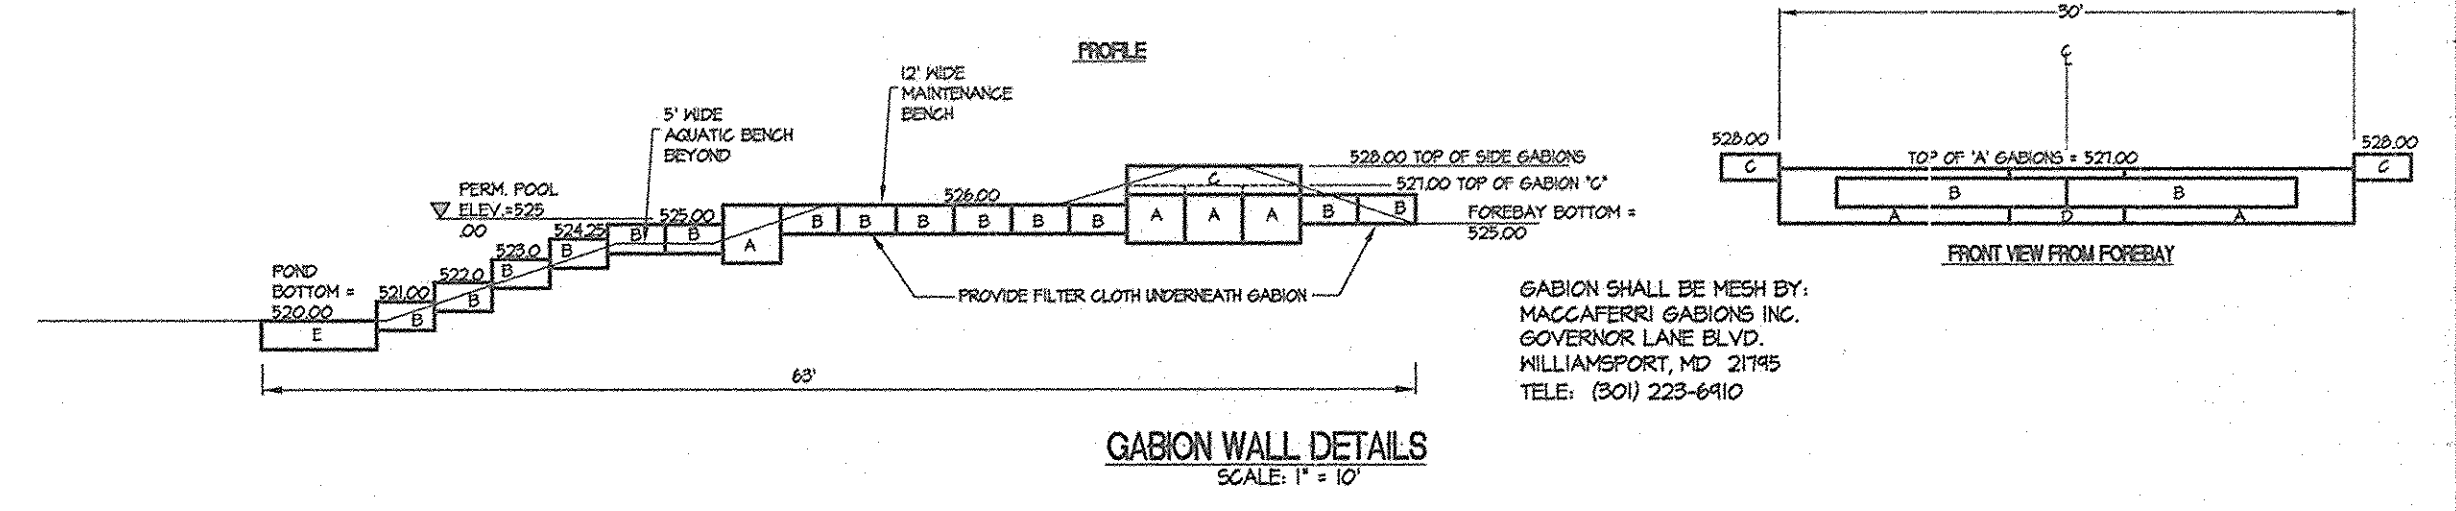 PROFILE
12' WIDE
MAINTENANCE
BENCH
5' WIDE
AQUATIC BENCH
BEYOND
PERM. POOL
ELEV.=525
.00
POND
BOTTOM =
520.00
521.00
522.0
523.0
524.25
525.00
526.00
E
B
B
B
B
B
B
A
B
B
B
B
B
B
C
A
A
A
B
B
528.00 TOP OF SIDE GABIONS
527.00 TOP OF GABION "C"
FOREBAY BOTTOM =
525.00
PROVIDE FILTER CLOTH UNDERNEATH GABION
63'
GABION WALL DETAILS
SCALE: 1" = 10'
30'
℄
528.00
528.00
C
TOP OF 'A' GABIONS = 527.00
C
B
B
A
D
A
FRONT VIEW FROM FOREBAY
GABION SHALL BE MESH BY:
MACCAFERRI GABIONS INC.
GOVERNOR LANE BLVD.
WILLIAMSPORT, MD 21795
TELE: (301) 223-6910